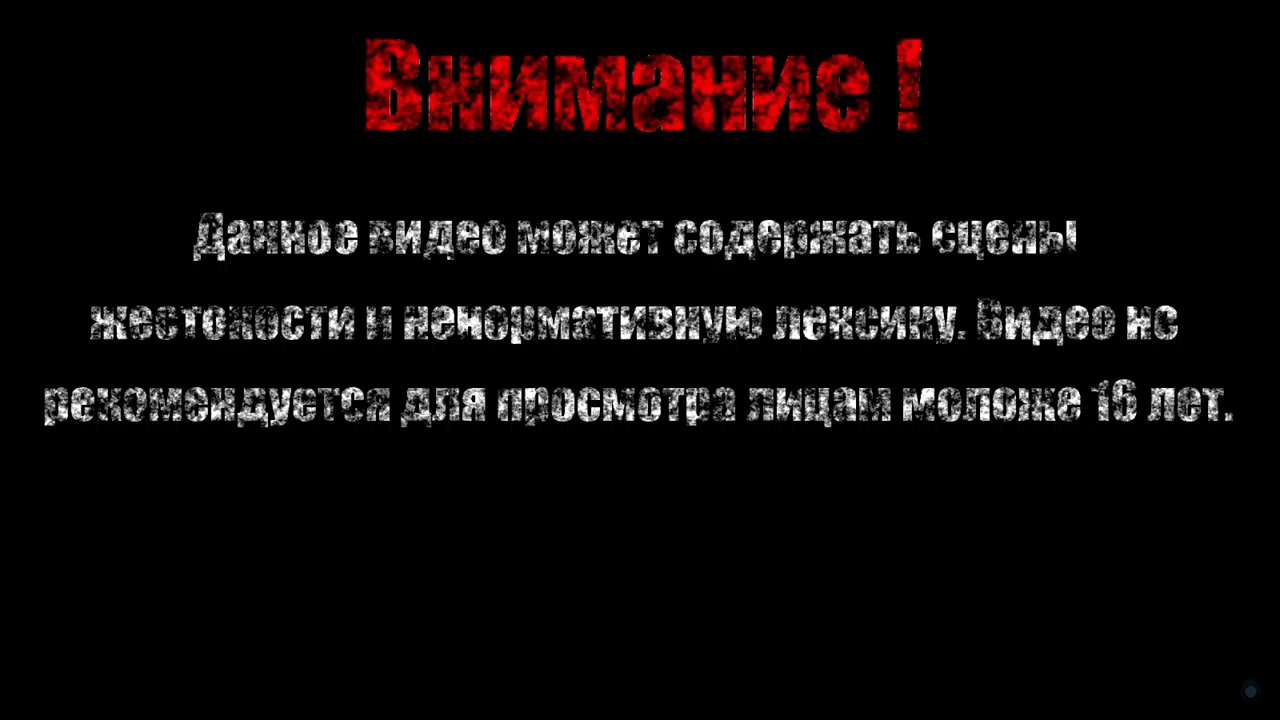 Внимание !
Данное видео может содержать сцены
жестокости и ненормативную лексику. Видео не
рекомендуется для просмотра лицам моложе 16 лет.